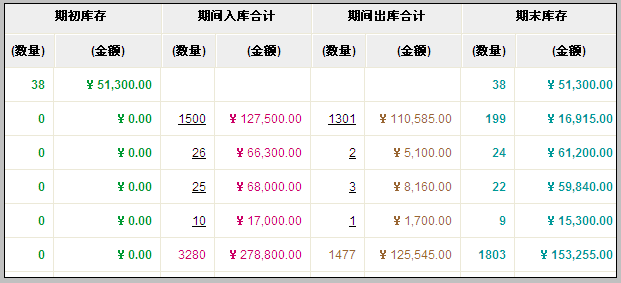 期初库存 期间入库合计 期间出库合计 期末库存
(数量) (金额) (数量) (金额) (数量) (金额) (数量) (金额)
38 ¥ 51,300.00 38 ¥ 51,300.00
0 ¥ 0.00 1500 ¥ 127,500.00 1301 ¥ 110,585.00 199 ¥ 16,915.00
0 ¥ 0.00 26 ¥ 66,300.00 2 ¥ 5,100.00 24 ¥ 61,200.00
0 ¥ 0.00 25 ¥ 68,000.00 3 ¥ 8,160.00 22 ¥ 59,840.00
0 ¥ 0.00 10 ¥ 17,000.00 1 ¥ 1,700.00 9 ¥ 15,300.00
0 ¥ 0.00 3280 ¥ 278,800.00 1477 ¥ 125,545.00 1803 ¥ 153,255.00